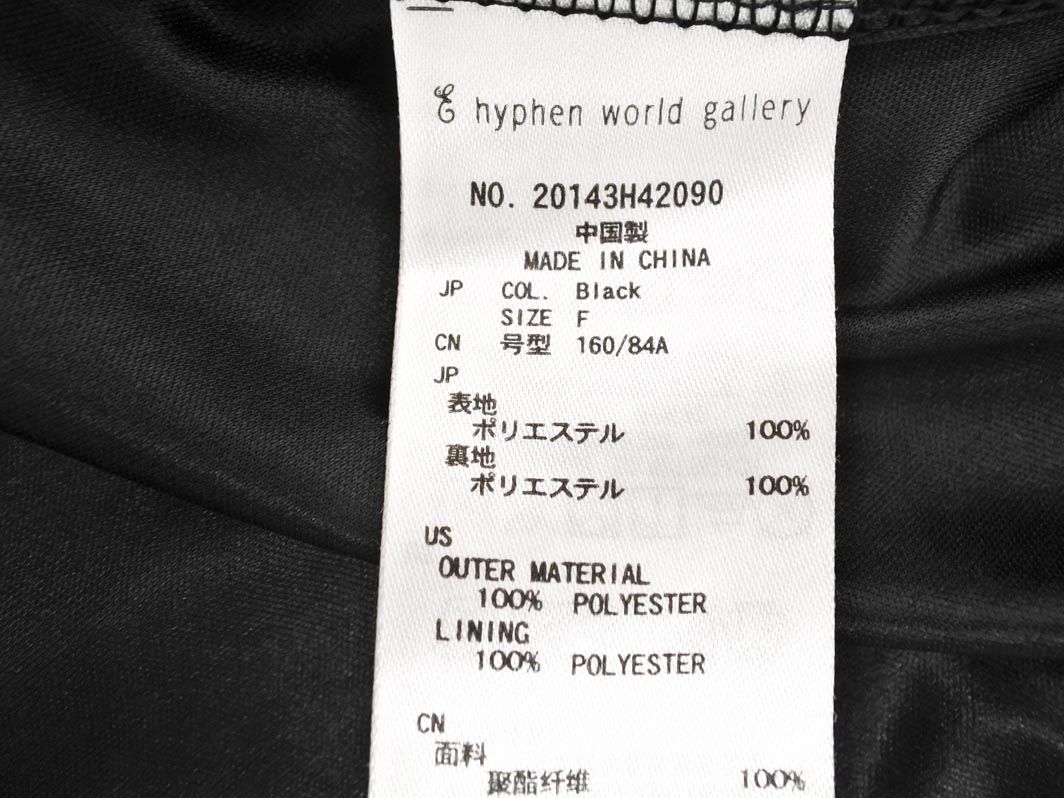 hyphen world gallery
NO. 20143H42090
中国製
MADE IN CHINA
JP COL. Black
SIZE F
CN 号型 160/84A
JP
表地
ポリエステル 100%
裏地
ポリエステル 100%
US
OUTER MATERIAL
100% POLYESTER
LINING
100% POLYESTER
CN
面料
聚酯纤维 100%